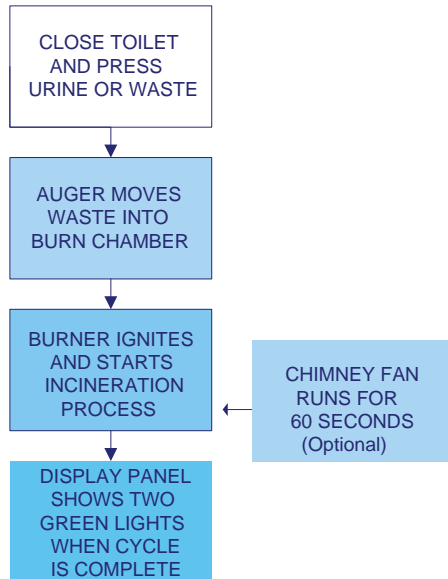 CLOSE TOILET
AND PRESS
URINE OR WASTE
AUGER MOVES
WASTE INTO
BURN CHAMBER
BURNER IGNITES
AND STARTS
INCINERATION
PROCESS
CHIMNEY FAN
RUNS FOR
60 SECONDS
(Optional)
DISPLAY PANEL
SHOWS TWO
GREEN LIGHTS
WHEN CYCLE
IS COMPLETE